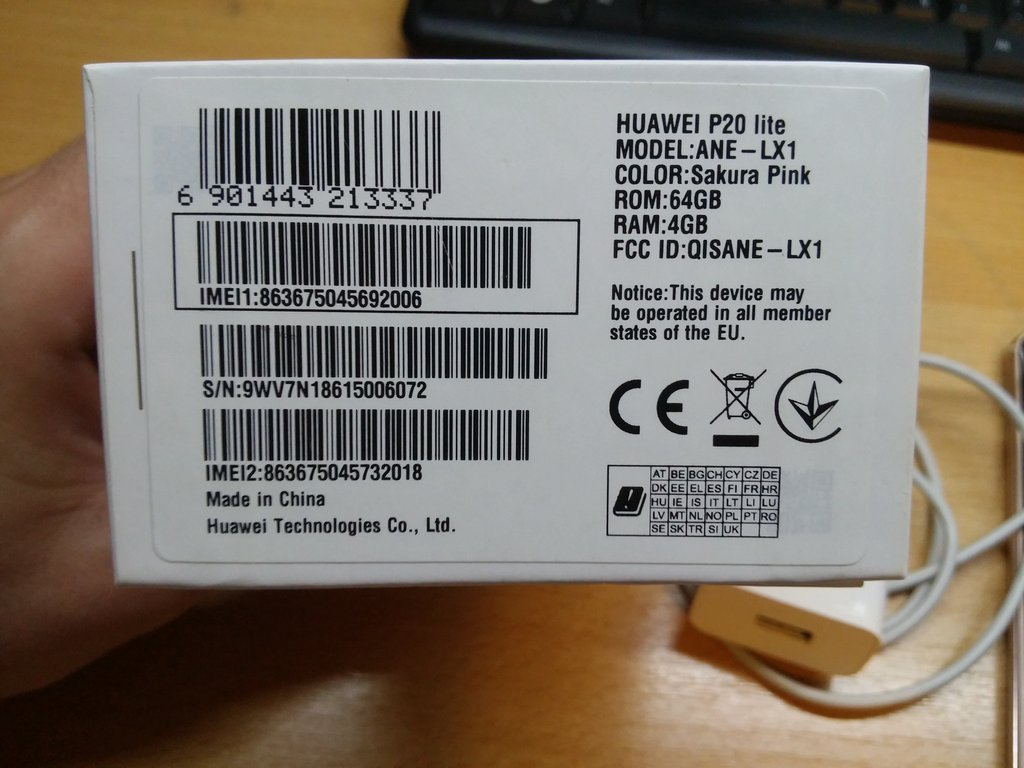 6 901443 213337
IMEI1:863675045692006
S/N:9WV7N18615006072
IMEI2:863675045732018
Made in China
Huawei Technologies Co., Ltd.
HUAWEI P20 lite
MODEL:ANE-LX1
COLOR:Sakura Pink
ROM:64GB
RAM:4GB
FCC ID:QISANE-LX1
Notice:This device may
be operated in all member
states of the EU.
CE
AT BE BG CH CY CZ DE
DK EE EL ES FI FR HR
HU IE IS IT LT LI LU
LV MT NL NO PL PT RO
SE SK TR SI UK